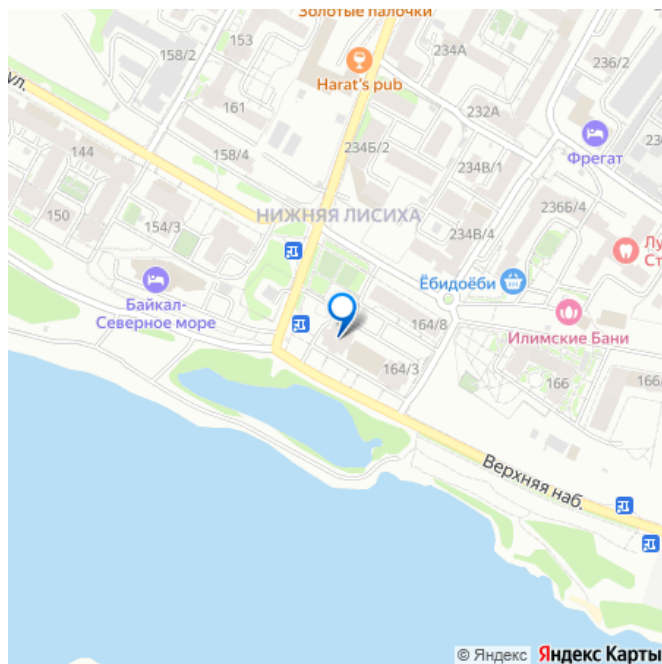 Золотые палочки
158/2
153
234А
236/2
Harat's pub
ул.
161
232А
144
158/4
234Б/2
Фрегат
234В/1
150
154/3
НИЖНЯЯ ЛИСИХА
236Б/4
234В/4
Ёбидоёби
Байкал-
Северное море
164/8
Илимские Бани
164/3
166
Верхняя наб.
© Яндекс Яндекс Карты